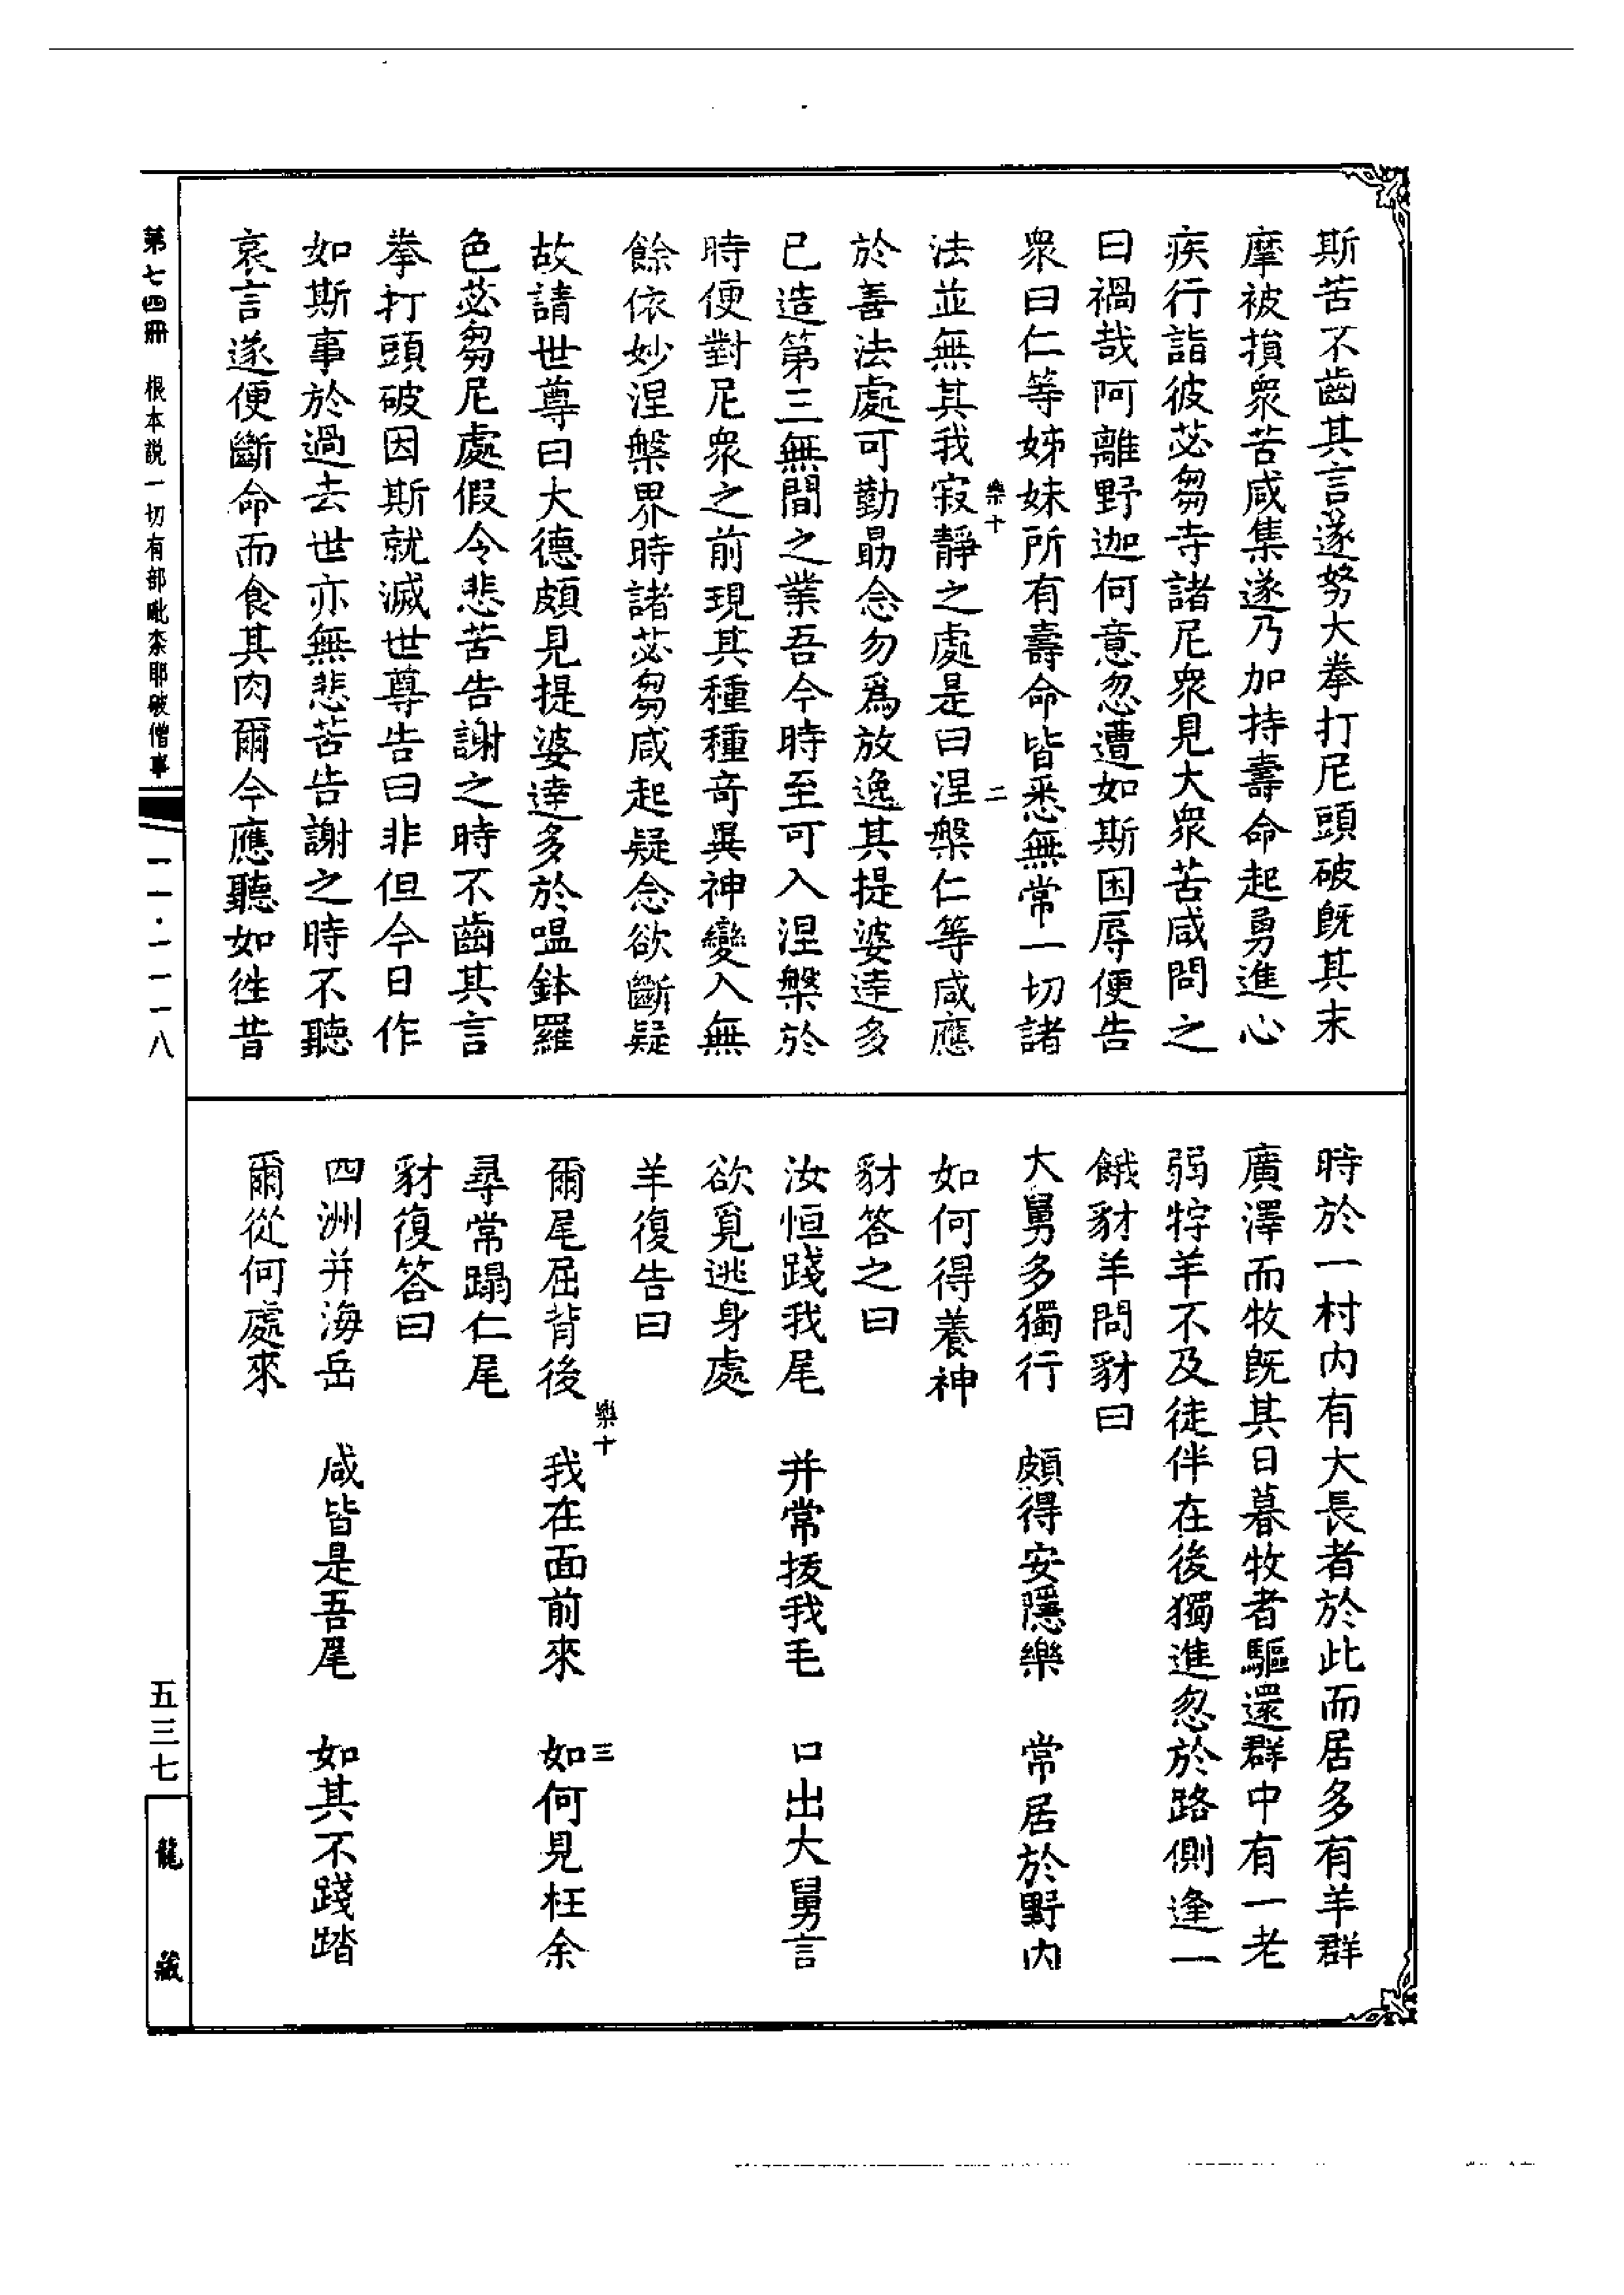 斯苦不齒其言遂努大拳打尼頭破既其末
摩被損衆苦咸集遂乃加持壽命起勇進心
疾行詣彼苾芻寺諸尼衆見大衆苦咸問之
曰禍哉阿離野迦何意忽遭如斯困辱便告
衆曰仁等姊妹所有壽命皆悉無常一切諸
樂十
二
法並無其我寂靜之處是曰涅槃仁等咸應
於善法處可勤勗念勿爲放逸其提婆達多
已造第三無間之業吾今時至可入涅槃於
時便對尼衆之前現其種種奇異神變入無
餘依妙涅槃界時諸苾芻咸起疑念欲斷疑
故請世尊曰大德頗見提婆達多於嗢鉢羅
色苾芻尼處假令悲苦告謝之時不齒其言
拳打頭破因斯就滅世尊告曰非但今日作
如斯事於過去世亦無悲苦告謝之時不聽
哀言遂便斷命而食其肉爾今應聽如往昔
時於一村内有大長者於此而居多有羊群
廣澤而牧既其日暮牧者驅還群中有一老
弱牸羊不及徒伴在後獨進忽於路側逢一
餓豺羊問豺曰
大舅多獨行　頗得安隱樂　常居於野内
如何得養神
豺答之曰
汝恒踐我尾　并常拔我毛　口出大舅言
欲覓逃身處
羊復告曰
樂十
三
爾尾屈背後　我在面前來　如何見枉余
尋常蹋仁尾
豺復答曰
四洲并海岳　咸皆是吾尾　如其不踐踏
爾從何處來
第七四冊　根本説一切有部毗柰耶破僧事
一一·一一一八
五三七
龍藏